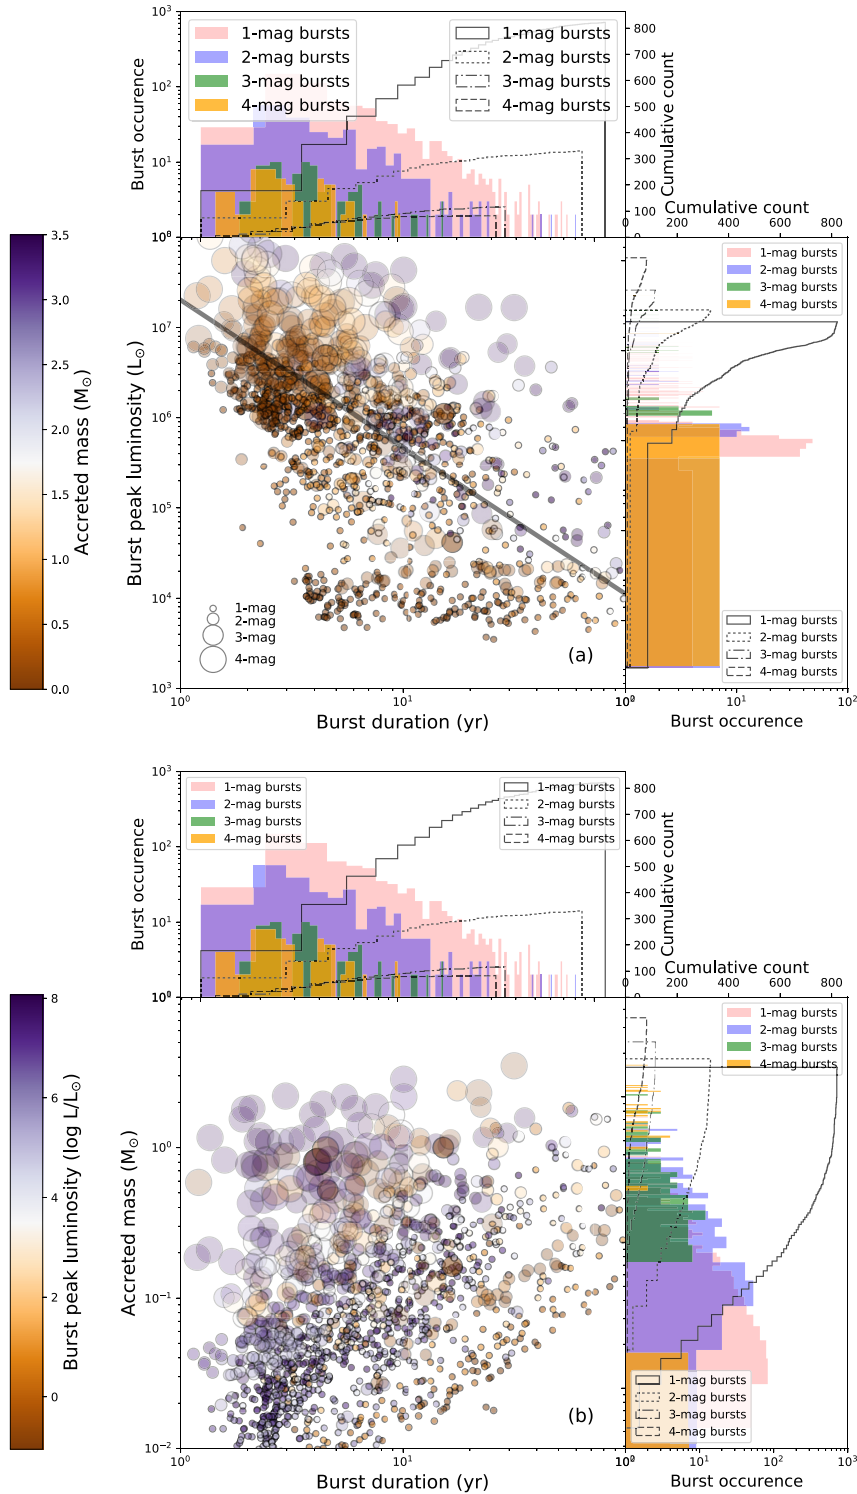 10³
10²
10¹
10⁰
Burst occurence
1-mag bursts
2-mag bursts
3-mag bursts
4-mag bursts
1-mag bursts
2-mag bursts
3-mag bursts
4-mag bursts
800
700
600
500
400
300
200
100
0
Cumulative count
Cumulative count
0 200 400 600 800
3.5
3.0
2.5
2.0
1.5
1.0
0.5
0.0
Accreted mass (M☉)
10⁷
10⁶
10⁵
10⁴
10³
Burst peak luminosity (L☉)
1-mag
2-mag
3-mag
4-mag
(a)
10⁰ 10¹
Burst duration (yr)
1-mag bursts
2-mag bursts
3-mag bursts
4-mag bursts
1-mag bursts
2-mag bursts
3-mag bursts
4-mag bursts
10⁰ 10¹ 10²
Burst occurence
10³
10²
10¹
10⁰
Burst occurence
1-mag bursts
2-mag bursts
3-mag bursts
4-mag bursts
1-mag bursts
2-mag bursts
3-mag bursts
4-mag bursts
800
700
600
500
400
300
200
100
0
Cumulative count
Cumulative count
0 200 400 600 800
8
6
4
2
0
Burst peak luminosity (log L/L☉)
10⁰
10⁻¹
10⁻²
Accreted mass (M☉)
(b)
10⁰ 10¹
Burst duration (yr)
1-mag bursts
2-mag bursts
3-mag bursts
4-mag bursts
1-mag bursts
2-mag bursts
3-mag bursts
4-mag bursts
10⁰ 10¹ 10² 10³
Burst occurence